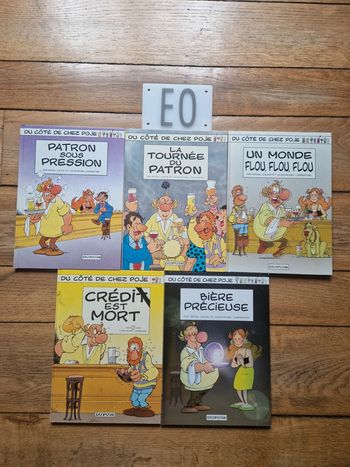 EO
DU CÔTÉ DE CHEZ POJE
PATRON
SOUS
PRESSION
DUPUIS
DU CÔTÉ DE CHEZ POJE
LA
TOURNÉE
DU
PATRON
DUPUIS
DU CÔTÉ DE CHEZ POJE
UN MONDE
FLOU, FLOU, FLOU
DUPUIS
DU CÔTÉ DE CHEZ POJE
CRÉDIT
EST
MORT
DUPUIS
DU CÔTÉ DE CHEZ POJE
BIÈRE
PRÉCIEUSE
DUPUIS